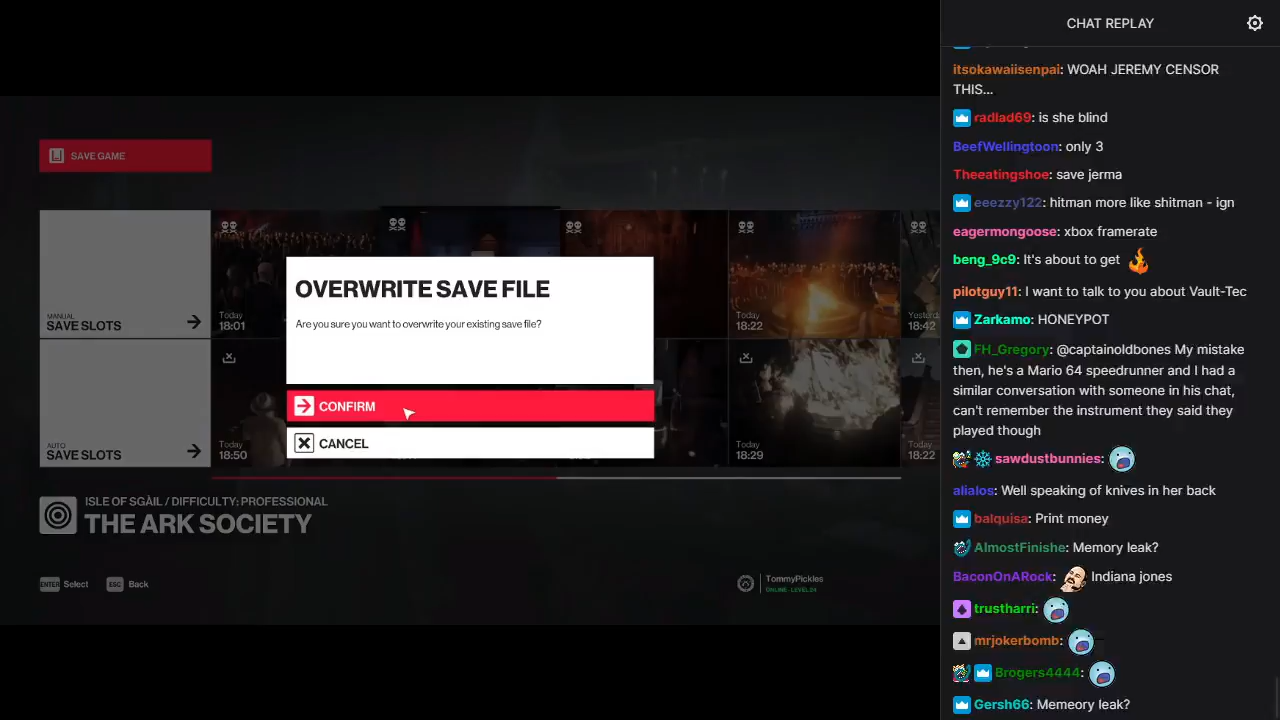 SAVE GAME
MANUAL
SAVE SLOTS
Today
18:01
Today
18:22
Yesterd
18:42
OVERWRITE SAVE FILE
Are you sure you want to overwrite your existing save file?
CONFIRM
CANCEL
AUTO
SAVE SLOTS
Today
18:50
Today
18:29
Today
18:22
ISLE OF SGÀIL / DIFFICULTY: PROFESSIONAL
THE ARK SOCIETY
ENTER Select
ESC Back
TommyPickles
CHAT REPLAY
itsokawaiisenpai: WOAH JEREMY CENSOR
THIS...
radlad69: is she blind
BeefWellingtoon: only 3
Theeatingshoe: save jerma
eeezzy122: hitman more like shitman - ign
eagermongoose: xbox framerate
beng_9c9: It's about to get
pilotguy11: I want to talk to you about Vault-Tec
Zarkamo: HONEYPOT
FH_Gregory: @captainoldbones My mistake
then, he's a Mario 64 speedrunner and I had a
similar conversation with someone in his chat,
can't remember the instrument they said they
played though
sawdustbunnies:
alialos: Well speaking of knives in her back
balquisa: Print money
AlmostFinishe: Memory leak?
BaconOnARock: Indiana jones
trustharri:
mrjokerbomb:
Brogers4444:
Gersh66: Memeory leak?